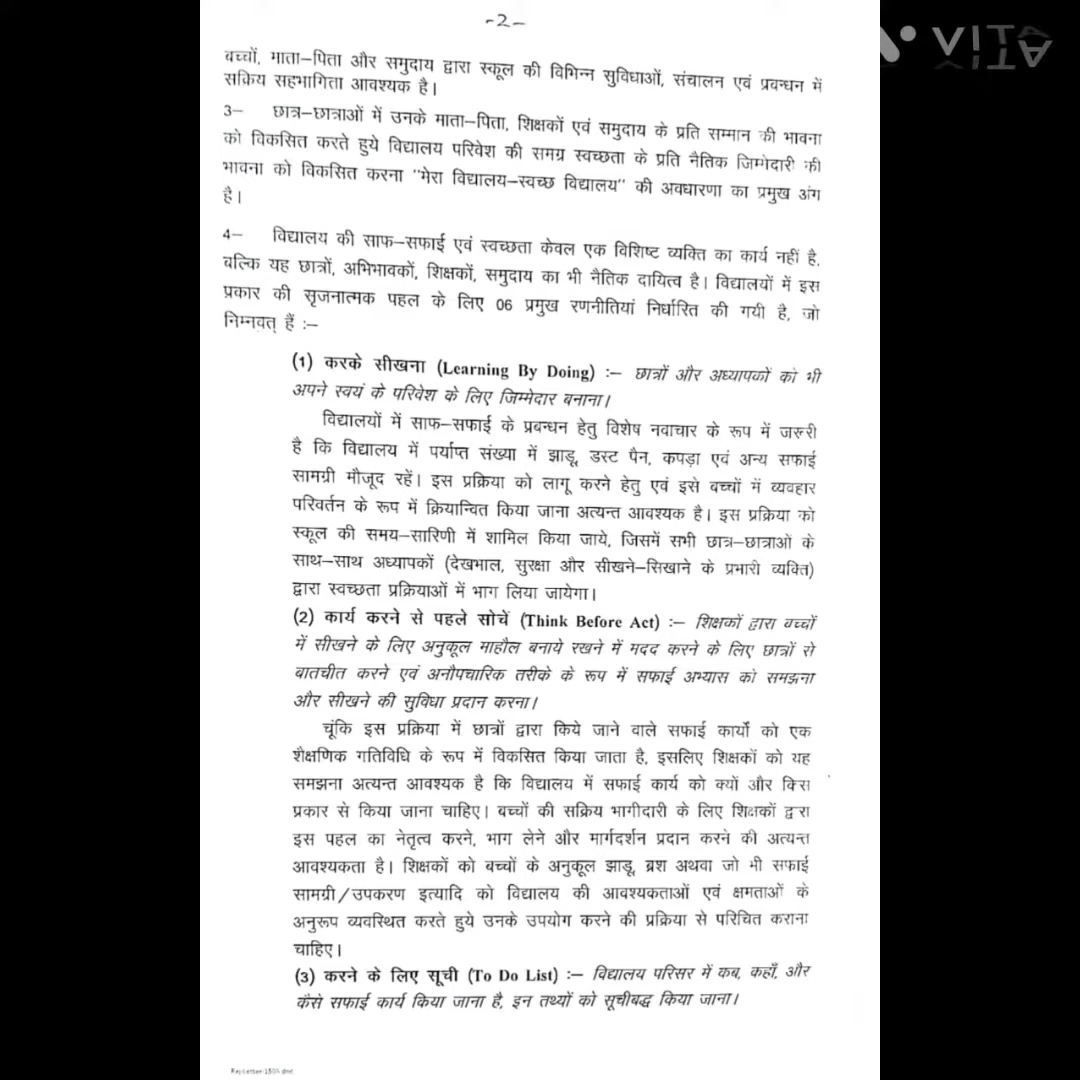 -2-
VITA
बच्चों, माता–पिता और समुदाय द्वारा स्कूल की विभिन्न सुविधाओं, संचालन एवं प्रबन्धन में
सक्रिय सहभागिता आवश्यक है।
3– छात्र–छात्राओं में उनके माता–पिता, शिक्षकों एवं समुदाय के प्रति सम्मान की भावना
को विकसित करते हुये विद्यालय परिवेश की समग्र स्वच्छता के प्रति नैतिक जिम्मेदारी की
भावना को विकसित करना "मेरा विद्यालय–स्वच्छ विद्यालय" की अवधारणा का प्रमुख अंग
है।
4– विद्यालय की साफ–सफाई एवं स्वच्छता केवल एक विशिष्ट व्यक्ति का कार्य नहीं है,
बल्कि यह छात्रों, अभिभावकों, शिक्षकों, समुदाय का भी नैतिक दायित्व है। विद्यालयों में इस
प्रकार की सृजनात्मक पहल के लिए 06 प्रमुख रणनीतियां निर्धारित की गयी है, जो
निम्नवत् हैं :–
(1) करके सीखना (Learning By Doing) :– छात्रों और अध्यापकों को भी
अपने स्वयं के परिवेश के लिए जिम्मेदार बनाना।
विद्यालयों में साफ–सफाई के प्रबन्धन हेतु विशेष नवाचार के रूप में जरूरी
है कि विद्यालय में पर्याप्त संख्या में झाडू, डस्ट पैन, कपड़ा एवं अन्य सफाई
सामग्री मौजूद रहें। इस प्रक्रिया को लागू करने हेतु एवं इसे बच्चों में व्यवहार
परिवर्तन के रूप में क्रियान्वित किया जाना अत्यन्त आवश्यक है। इस प्रक्रिया को
स्कूल की समय–सारिणी में शामिल किया जाये, जिसमें सभी छात्र–छात्राओं के
साथ–साथ अध्यापकों (देखभाल, सुरक्षा और सीखने–सिखाने के प्रभारी व्यक्ति)
द्वारा स्वच्छता प्रक्रियाओं में भाग लिया जायेगा।
(2) कार्य करने से पहले सोचें (Think Before Act) :– शिक्षकों द्वारा बच्चों
में सीखने के लिए अनुकूल माहौल बनाये रखने में मदद करने के लिए छात्रों से
बातचीत करने एवं अनौपचारिक तरीके के रूप में सफाई अभ्यास को समझना
और सीखने की सुविधा प्रदान करना।
चूंकि इस प्रक्रिया में छात्रों द्वारा किये जाने वाले सफाई कार्यों को एक
शैक्षणिक गतिविधि के रूप में विकसित किया जाता है, इसलिए शिक्षकों को यह
समझना अत्यन्त आवश्यक है कि विद्यालय में सफाई कार्य को क्यों और किस
प्रकार से किया जाना चाहिए। बच्चों की सक्रिय भागीदारी के लिए शिक्षकों द्वारा
इस पहल का नेतृत्व करने, भाग लेने और मार्गदर्शन प्रदान करने की अत्यन्त
आवश्यकता है। शिक्षकों को बच्चों के अनुकूल झाडू, ब्रश अथवा जो भी सफाई
सामग्री/उपकरण इत्यादि को विद्यालय की आवश्यकताओं एवं क्षमताओं के
अनुरूप व्यवस्थित करते हुये उनके उपयोग करने की प्रक्रिया से परिचित कराना
चाहिए।
(3) करने के लिए सूची (To Do List) :– विद्यालय परिसर में कब, कहाँ, और
कैसे सफाई कार्य किया जाना है, इन तथ्यों को सूचीबद्ध किया जाना।